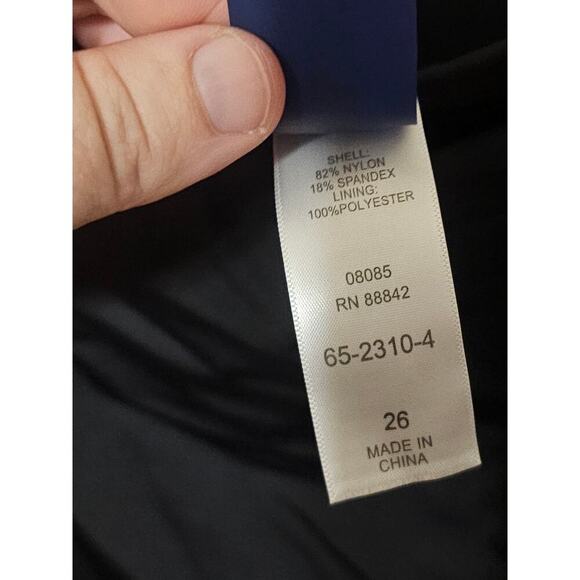 SHELL:
82% NYLON
18% SPANDEX
LINING:
100%POLYESTER
08085
RN 88842
65-2310-4
26
MADE IN
CHINA